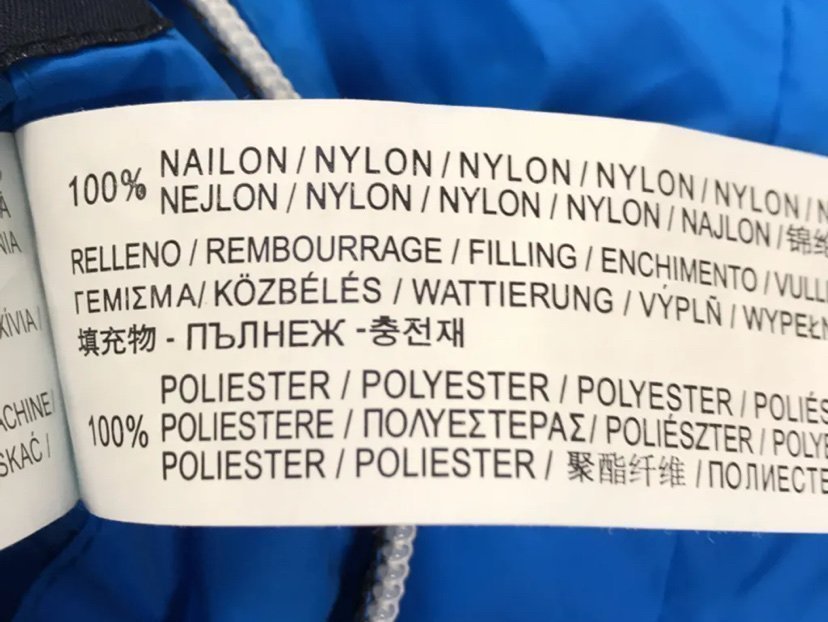 100% NAILON / NYLON / NYLON / NYLON / NYLON /
NEJLON / NYLON / NYLON / NYLON / NAJLON /
RELLENO / REMBOURRAGE / FILLING / ENCHIMENTO /
ΓΕΜΙΣΜΑ/ KÖZBÉLÉS / WATTIERUNG / VÝPLŇ /
填充物 - ПЪЛНЕЖ -충전재
POLIESTER / POLYESTER / POLYESTER /
100% POLIESTERE / ΠΟΛΥΕΣΤΕΡΑΣ/ POLIÉSZTER /
POLIESTER / POLIESTER / 聚酯纤维 /